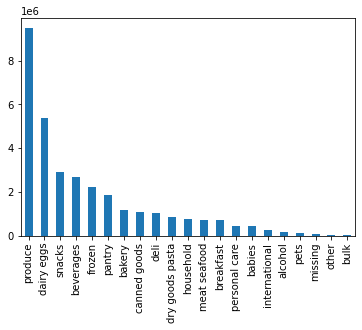 1e6
8
6
4
2
0
produce
dairy eggs
snacks
beverages
frozen
pantry
bakery
canned goods
deli
dry goods pasta
household
meat seafood
breakfast
personal care
babies
international
alcohol
pets
missing
other
bulk